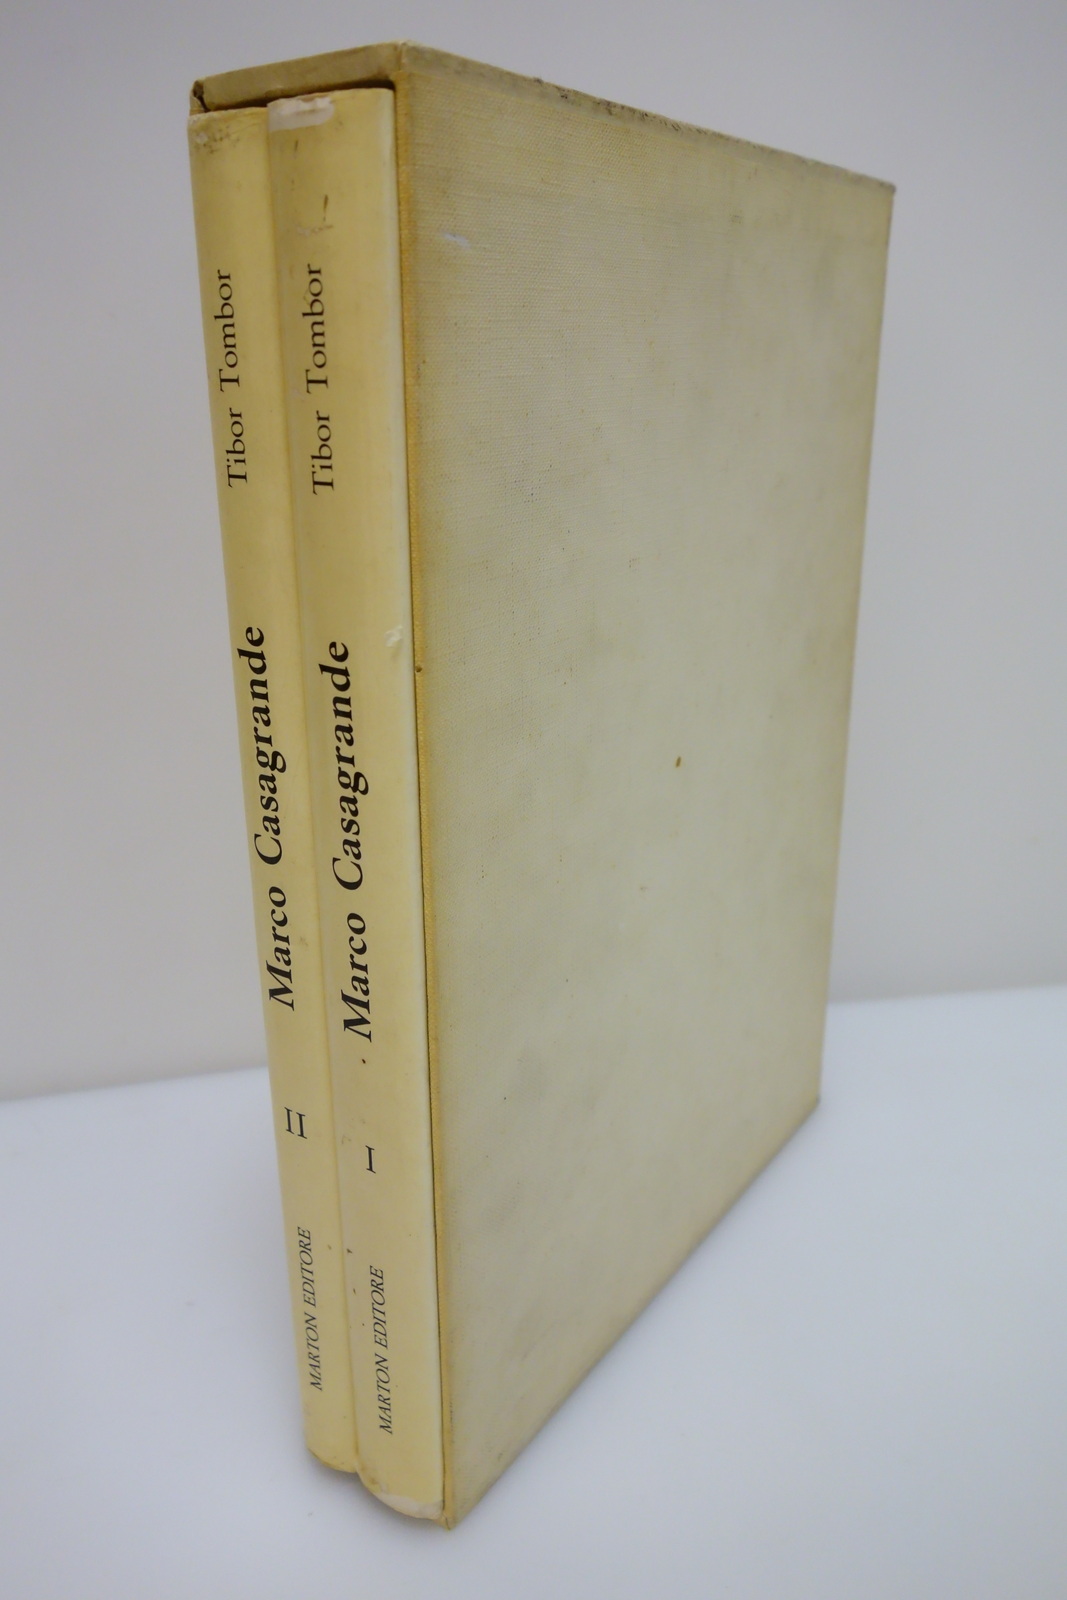 Tibor Tombor
Marco Casagrande
II
MARTON EDITORE
Tibor Tombor
Marco Casagrande
I
MARTON EDITORE